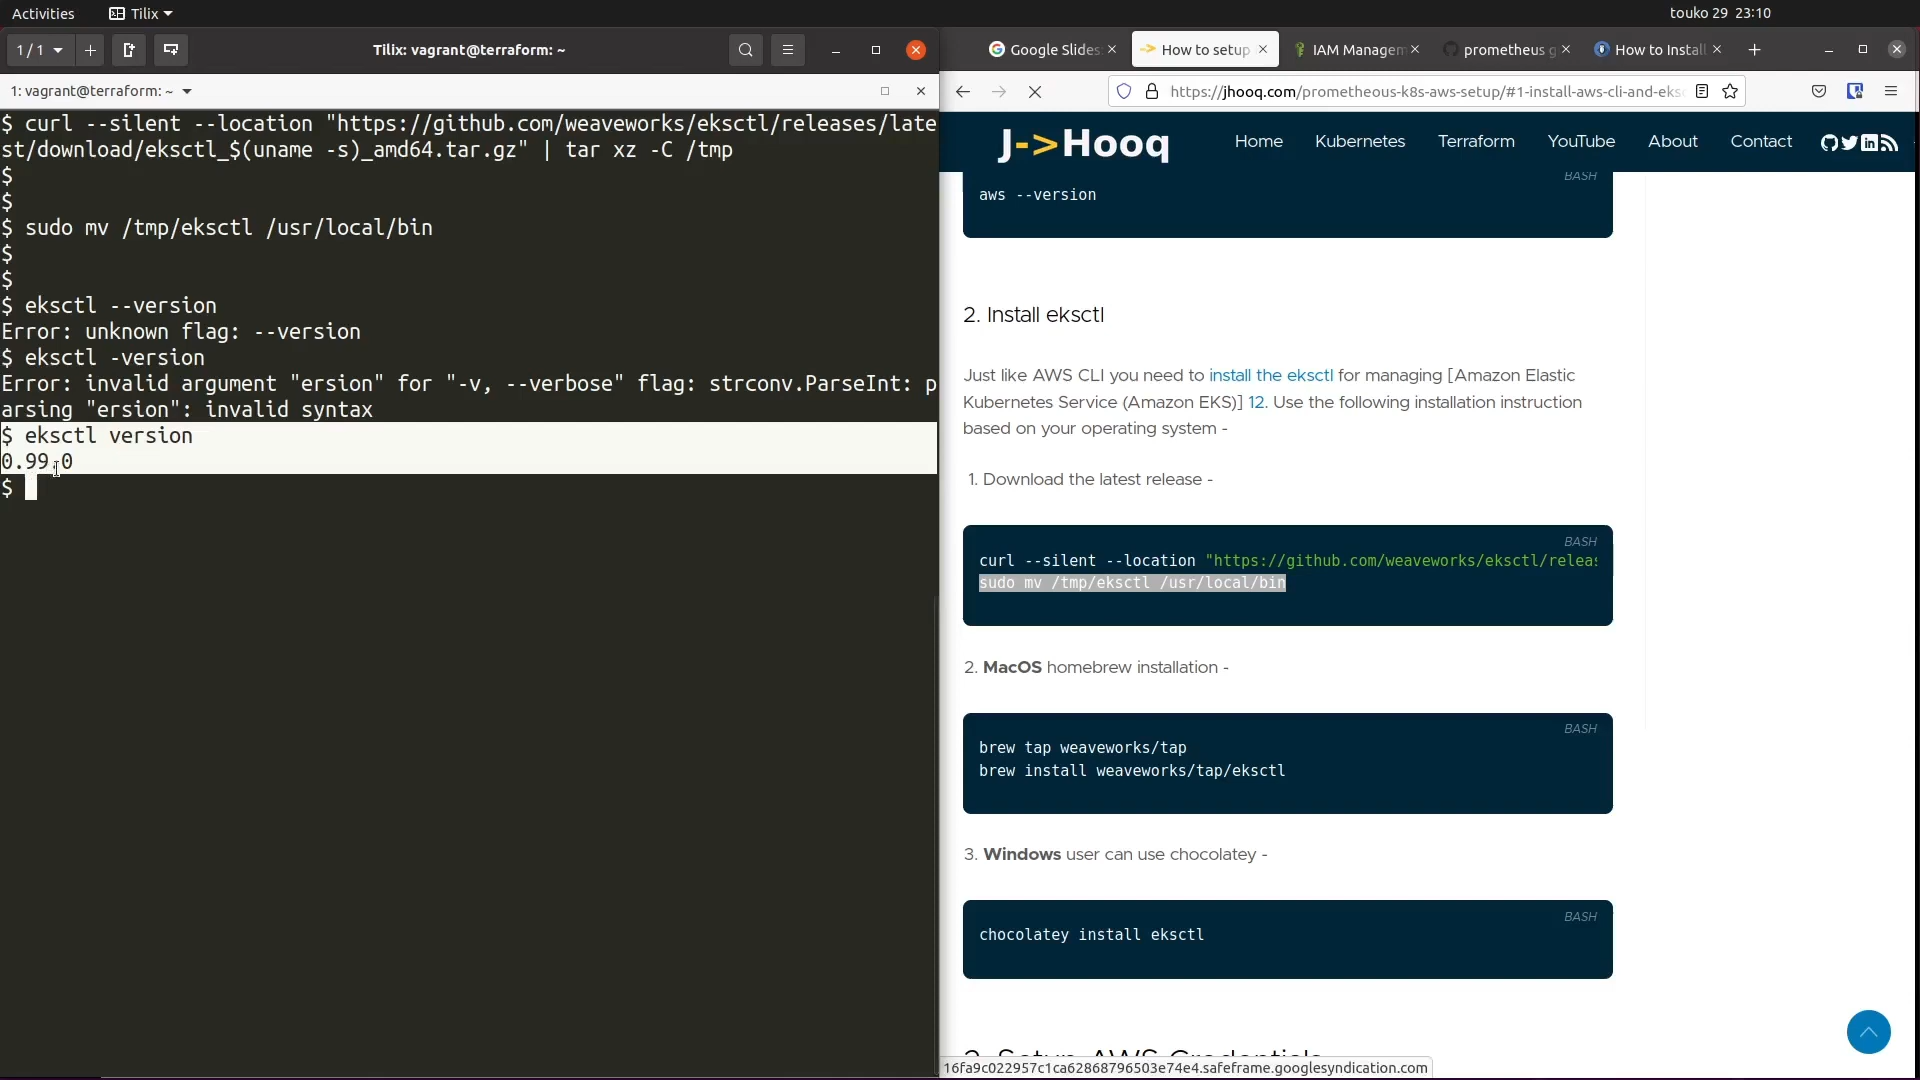 Activities
Tilix
touko 29 23:10
1 / 1
Tilix: vagrant@terraform: ~
1: vagrant@terraform: ~
$ curl --silent --location "https://github.com/weaveworks/eksctl/releases/late
st/download/eksctl_$(uname -s)_amd64.tar.gz" | tar xz -C /tmp
$
$
$ sudo mv /tmp/eksctl /usr/local/bin
$
$
$ eksctl --version
Error: unknown flag: --version
$ eksctl -version
Error: invalid argument "ersion" for "-v, --verbose" flag: strconv.ParseInt: p
arsing "ersion": invalid syntax
$ eksctl version
0.99.0
$
Google Slides
How to setup
IAM Managem
prometheus g
How to Install
https://jhooq.com/prometheous-k8s-aws-setup/#1-install-aws-cli-and-eksc
J->Hooq
Home
Kubernetes
Terraform
YouTube
About
Contact
BASH
aws --version
2. Install eksctl
Just like AWS CLI you need to install the eksctl for managing [Amazon Elastic
Kubernetes Service (Amazon EKS)] 12. Use the following installation instruction
based on your operating system -
1. Download the latest release -
BASH
curl --silent --location "https://github.com/weaveworks/eksctl/releas
sudo mv /tmp/eksctl /usr/local/bin
2. MacOS homebrew installation -
BASH
brew tap weaveworks/tap
brew install weaveworks/tap/eksctl
3. Windows user can use chocolatey -
BASH
chocolatey install eksctl
Setup AWS Credentials
16fa9c022957c1ca62868796503e74e4.safeframe.googlesyndication.com